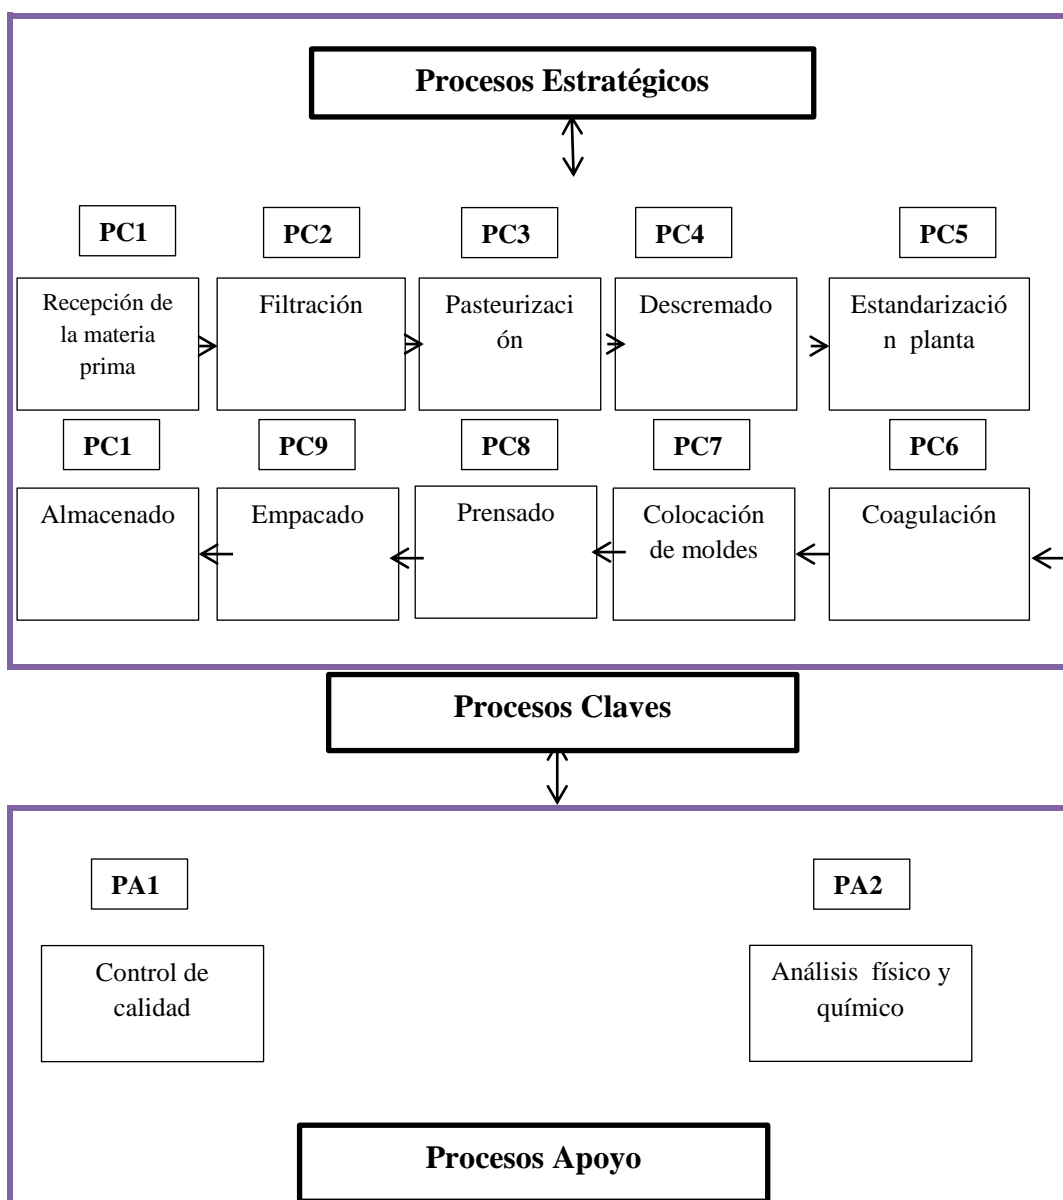 Procesos Estratégicos
PC1
PC2
PC3
PC4
PC5
Recepción de
la materia
prima
Filtración
Pasteurizaci
ón
Descremado
Estandarizació
n planta
PC1
PC9
PC8
PC7
PC6
Almacenado
Empacado
Prensado
Colocación
de moldes
Coagulación
Procesos Claves
PA1
PA2
Control de
calidad
Análisis físico y
químico
Procesos Apoyo